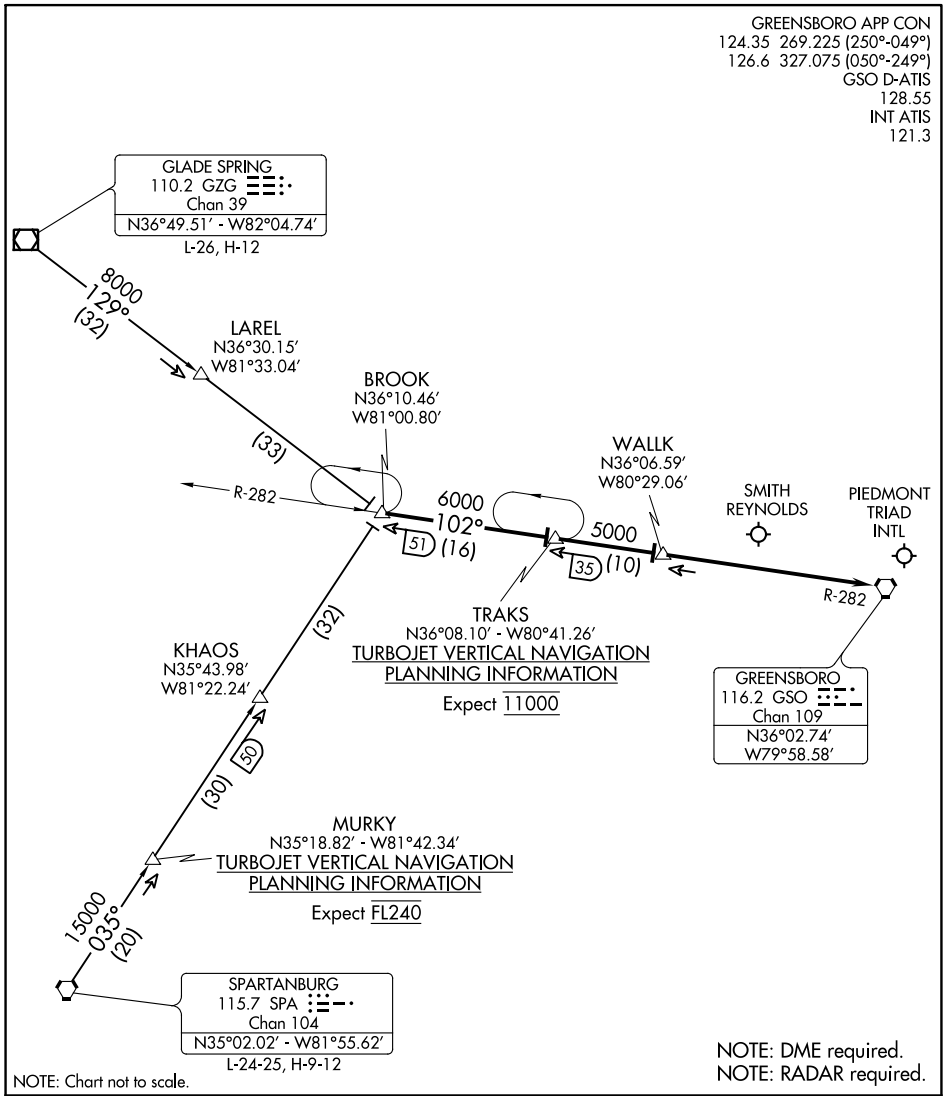 GREENSBORO APP CON
124.35 269.225 (250°-049°)
126.6 327.075 (050°-249°)
GSO D-ATIS
128.55
INT ATIS
121.3
GLADE SPRING
110.2 GZG
Chan 39
N36°49.51' - W82°04.74'
L-26, H-12
8000
129°
(32)
LAREL
N36°30.15'
W81°33.04'
(33)
BROOK
N36°10.46'
W81°00.80'
R-282
6000
102°
(16)
51
WALLK
N36°06.59'
W80°29.06'
5000
(10)
35
SMITH
REYNOLDS
PIEDMONT
TRIAD
INTL
R-282
TRAKS
N36°08.10' - W80°41.26'
TURBOJET VERTICAL NAVIGATION
PLANNING INFORMATION
Expect 11000
GREENSBORO
116.2 GSO
Chan 109
N36°02.74'
W79°58.58'
KHAOS
N35°43.98'
W81°22.24'
(32)
50
(30)
MURKY
N35°18.82' - W81°42.34'
TURBOJET VERTICAL NAVIGATION
PLANNING INFORMATION
Expect FL240
15000
035°
(20)
SPARTANBURG
115.7 SPA
Chan 104
N35°02.02' - W81°55.62'
L-24-25, H-9-12
NOTE: Chart not to scale.
NOTE: DME required.
NOTE: RADAR required.